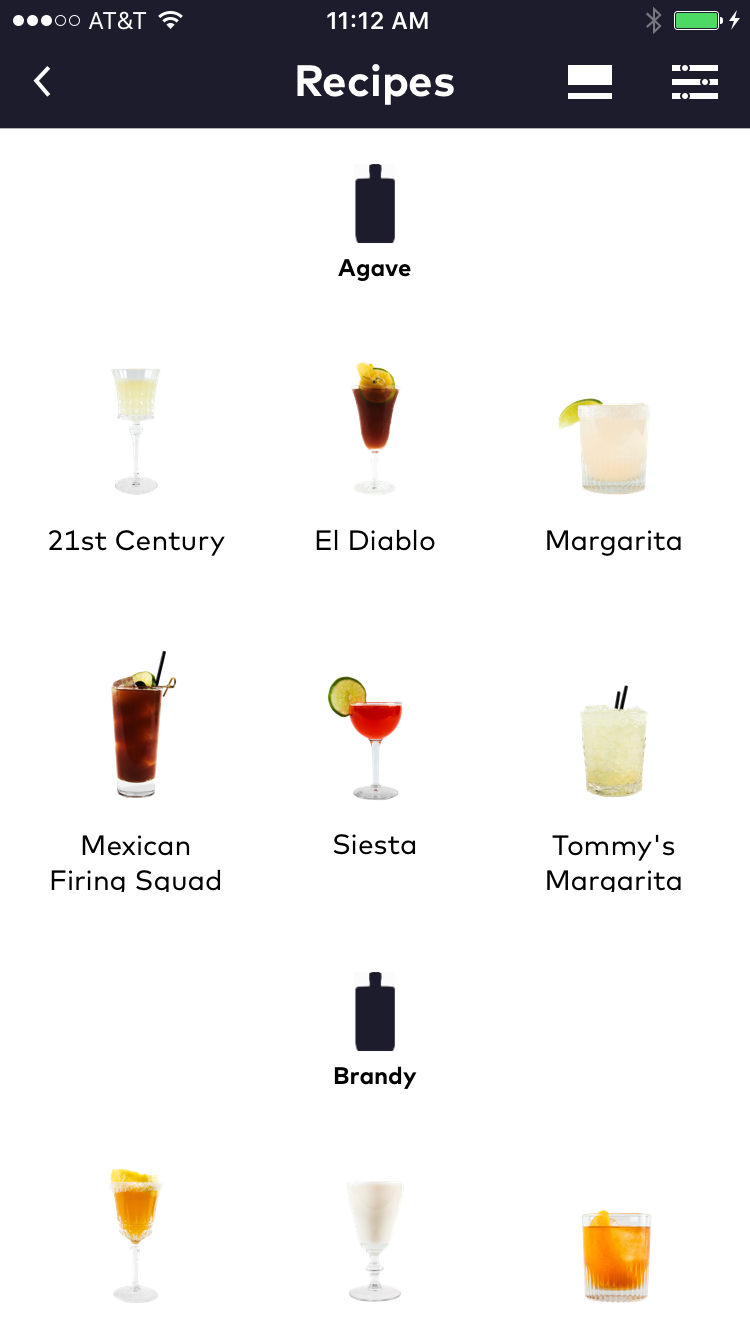 AT&T 11:12 AM
Recipes
Agave
21st Century El Diablo Margarita
Mexican Siesta Tommy's
Firing Squad Margarita
Brandy